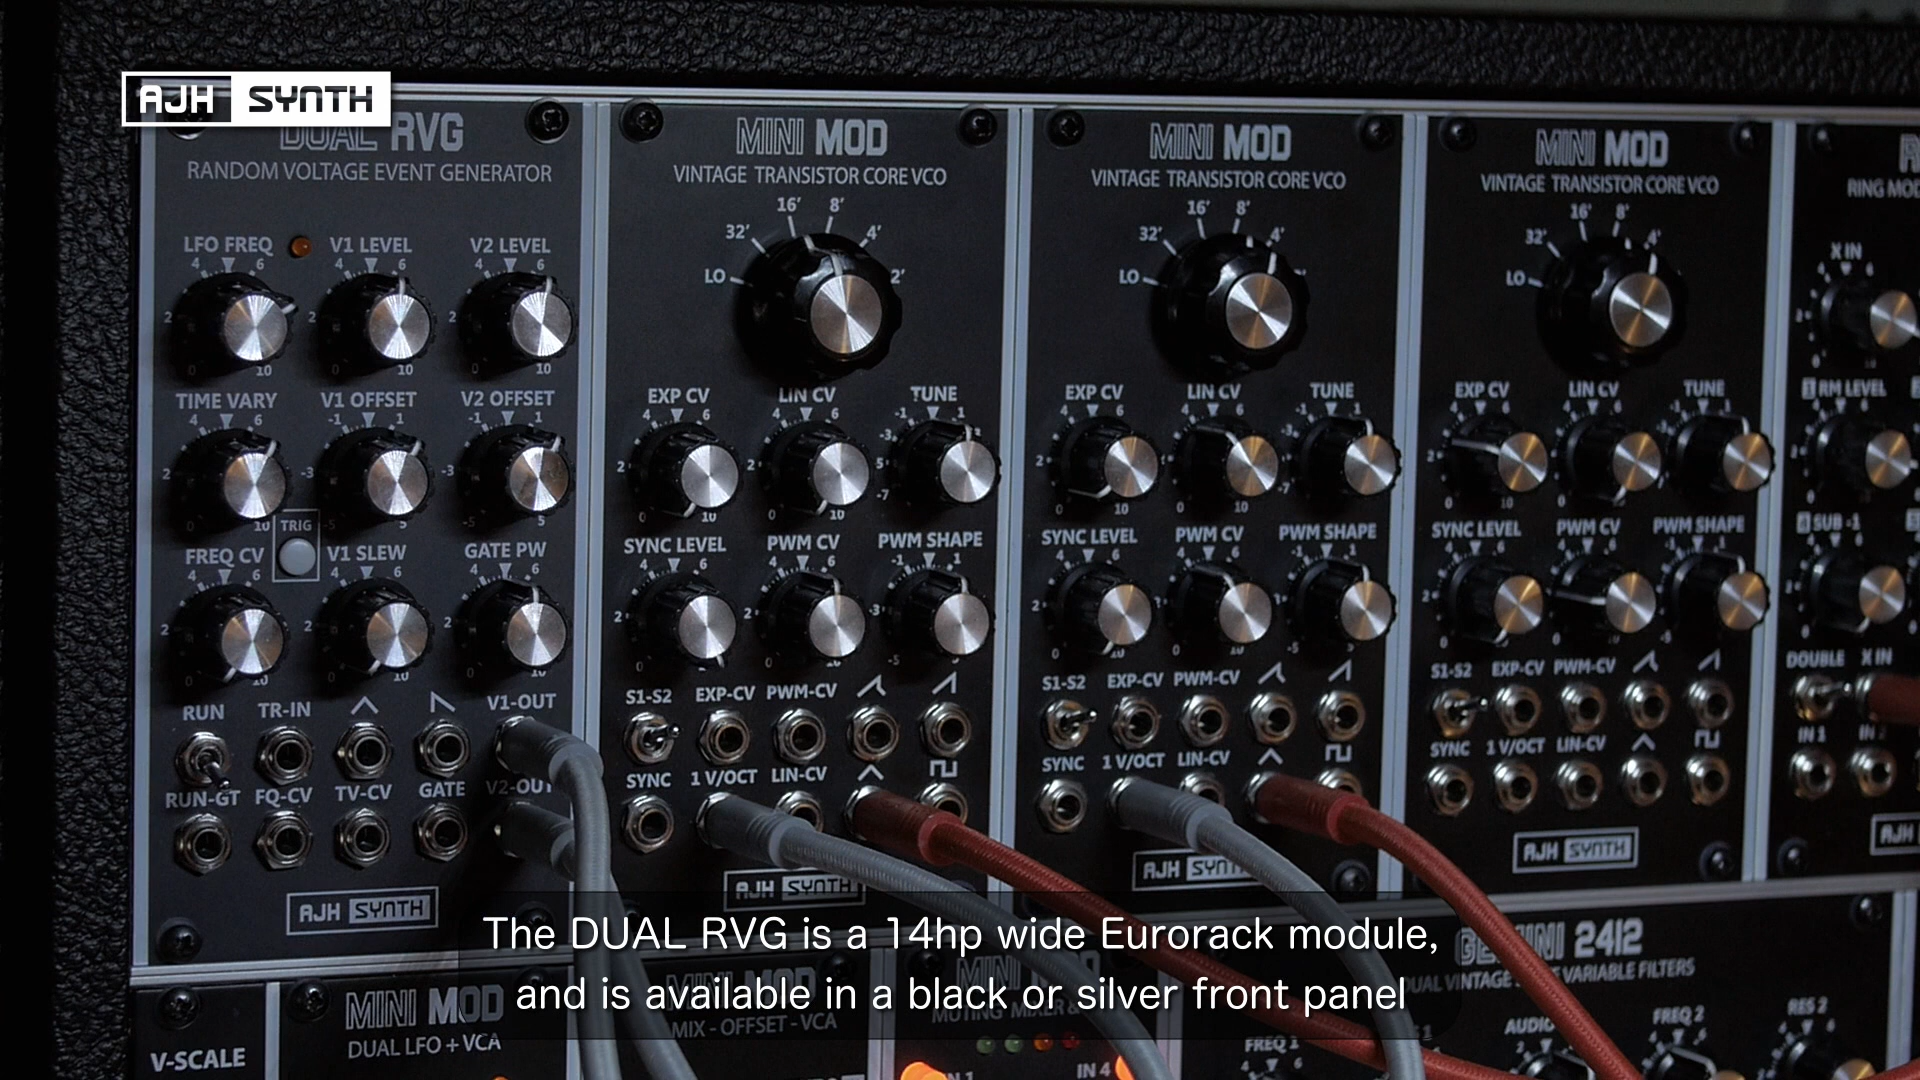 AJH SYNTH
DUAL RVG
RANDOM VOLTAGE EVENT GENERATOR
LFO FREQ
V1 LEVEL
V2 LEVEL
TIME VARY
V1 OFFSET
V2 OFFSET
TRIG
FREQ CV
V1 SLEW
GATE PW
RUN
TR-IN
V1-OUT
RUN-GT
FQ-CV
TV-CV
GATE
V2-OUT
AJH SYNTH
MINI MOD
VINTAGE TRANSISTOR CORE VCO
LO 32' 16' 8' 4' 2'
EXP CV
LIN CV
TUNE
SYNC LEVEL
PWM CV
PWM SHAPE
S1-S2
EXP-CV
PWM-CV
SYNC
1 V/OCT
LIN-CV
AJH SYNTH
MINI MOD
VINTAGE TRANSISTOR CORE VCO
LO 32' 16' 8' 4'
EXP CV
LIN CV
TUNE
SYNC LEVEL
PWM CV
PWM SHAPE
S1-S2
EXP-CV
PWM-CV
SYNC
1 V/OCT
LIN-CV
AJH
MINI MOD
VINTAGE TRANSISTOR CORE VCO
LO 32' 16' 8' 4'
EXP CV
LIN CV
TUNE
SYNC LEVEL
PWM CV
PWM SHAPE
S1-S2
EXP-CV
PWM-CV
SYNC
1 V/OCT
LIN-CV
AJH SYNTH
X IN
RM LEVEL
SUB -1
DOUBLE
X IN
IN 1
AJH
The DUAL RVG is a 14hp wide Eurorack module,
and is available in a black or silver front panel
V-SCALE
MINI MOD
DUAL LFO + VCA
MINI MOD
MIX - OFFSET - VCA
IN 4
GEMINI 2412
FREQ 1
AUDIO
FREQ 2
RES 2